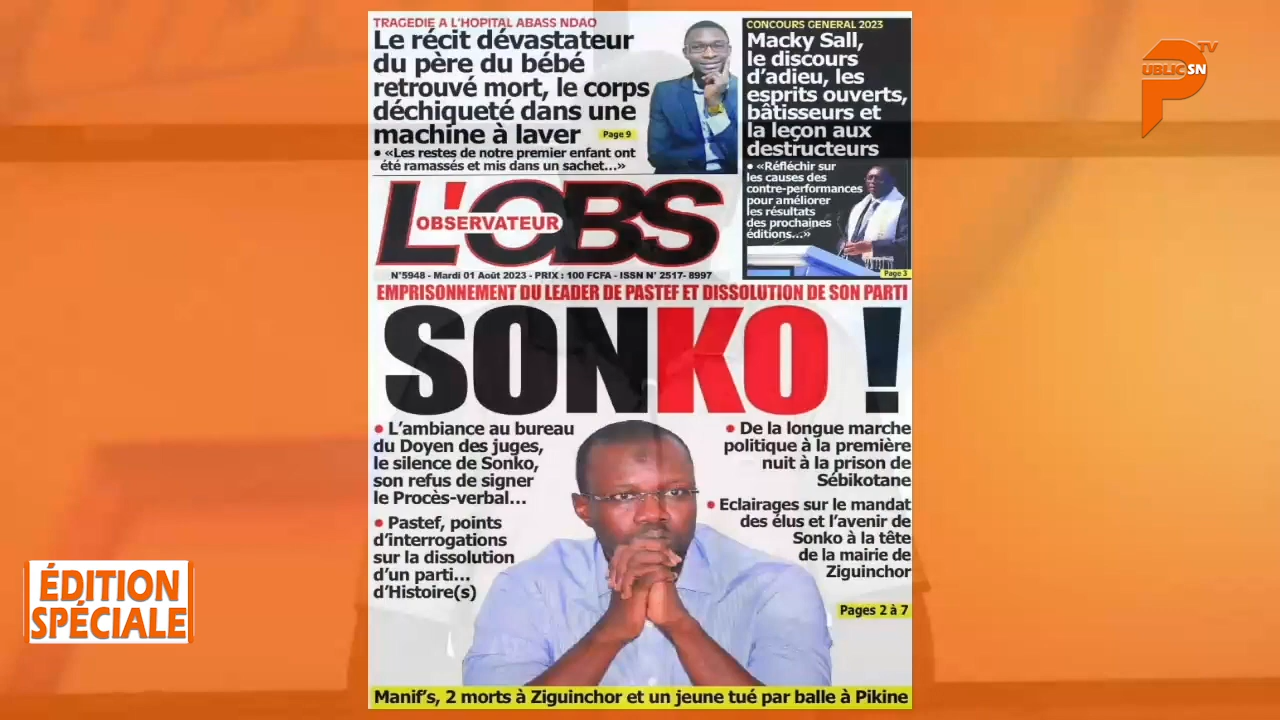 TRAGEDIE A L'HOPITAL ABASS NDAO
Le récit dévastateur
du père du bébé
retrouvé mort, le corps
déchiqueté dans une
machine à laver
Page 9
• «Les restes de notre premier enfant ont
été ramassés et mis dans un sachet...»
CONCOURS GENERAL 2023
Macky Sall,
le discours
d'adieu, les
esprits ouverts,
bâtisseurs et
la leçon aux
destructeurs
• «Réfléchir sur
les causes des
contre-performances
pour améliorer
les résultats
des prochaines
éditions...»
Page 3
PUBLICSN TV
L'OBS
OBSERVATEUR
N°5948 - Mardi 01 Août 2023 - PRIX : 100 FCFA - ISSN N° 2517- 8997
EMPRISONNEMENT DU LEADER DE PASTEF ET DISSOLUTION DE SON PARTI
SONKO !
• L'ambiance au bureau
du Doyen des juges,
le silence de Sonko,
son refus de signer
le Procès-verbal...
• Pastef, points
d'interrogations
sur la dissolution
d'un parti...
d'Histoire(s)
• De la longue marche
politique à la première
nuit à la prison de
Sébikotane
• Eclairages sur le mandat
des élus et l'avenir de
Sonko à la tête
de la mairie de
Ziguinchor
Pages 2 à 7
ÉDITION
SPÉCIALE
Manif's, 2 morts à Ziguinchor et un jeune tué par balle à Pikine